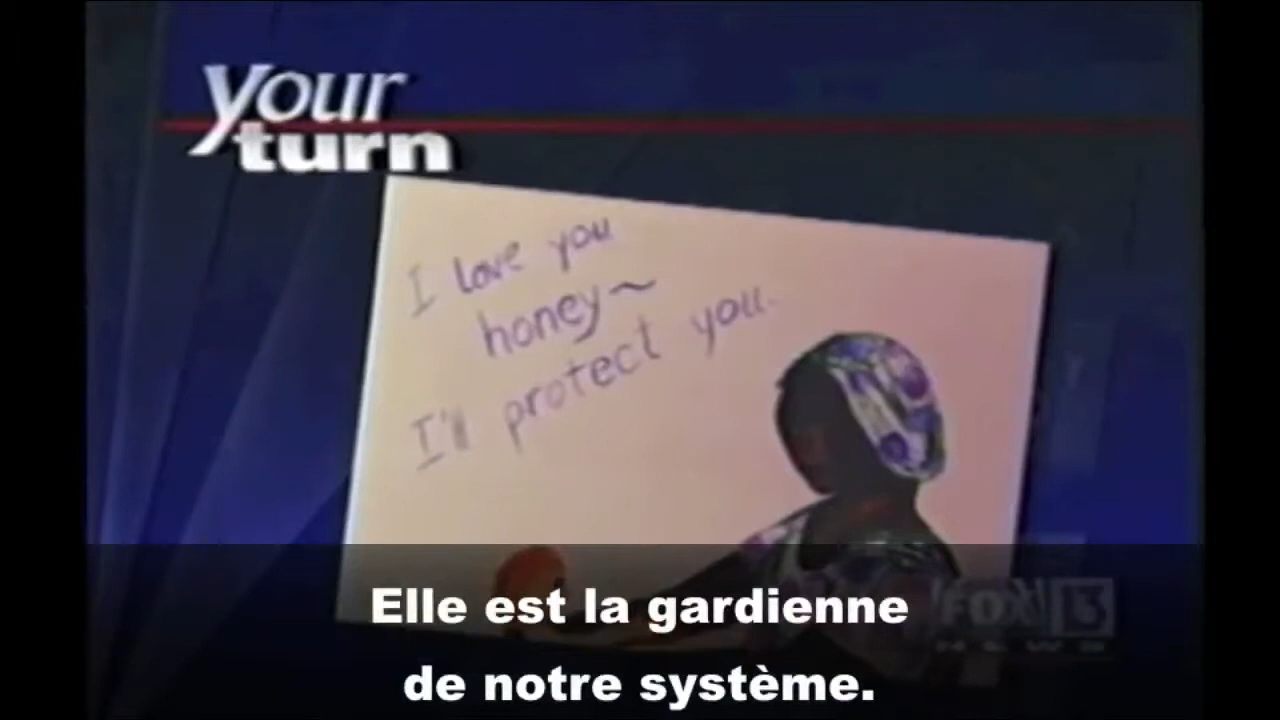 your
turn
I love you
honey~
I'll protect you.
Elle est la gardienne
de notre système.
FOX 13
NEWS